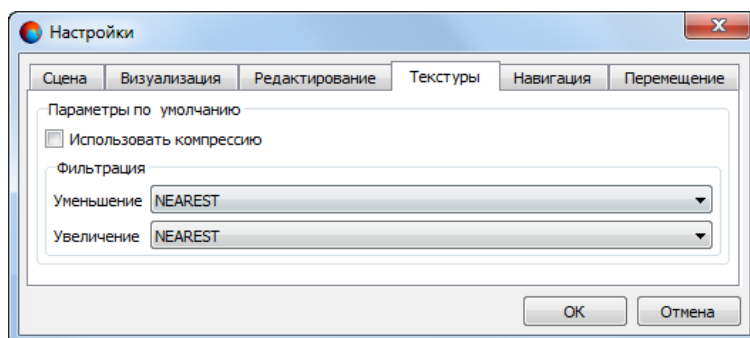 Настройки
Сцена Визуализация Редактирование Текстуры Навигация Перемещение
Параметры по умолчанию
Использовать компрессию
Фильтрация
Уменьшение NEAREST
Увеличение NEAREST
OK Отмена